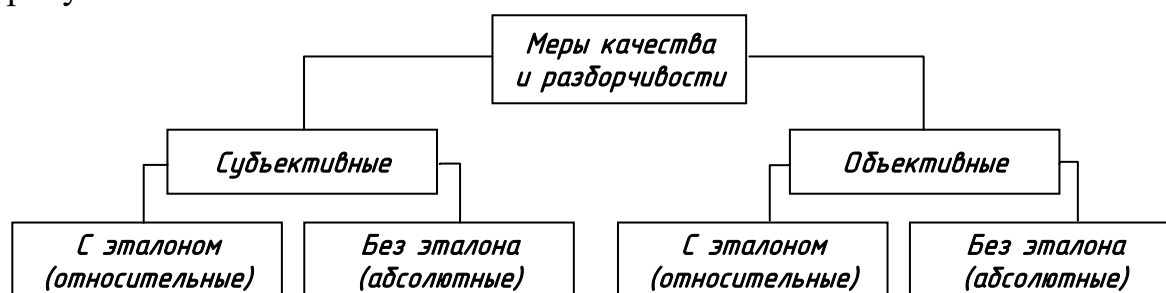 Меры качества
и разборчивости
Субъективные
Объективные
С эталоном
(относительные)
Без эталона
(абсолютные)
С эталоном
(относительные)
Без эталона
(абсолютные)